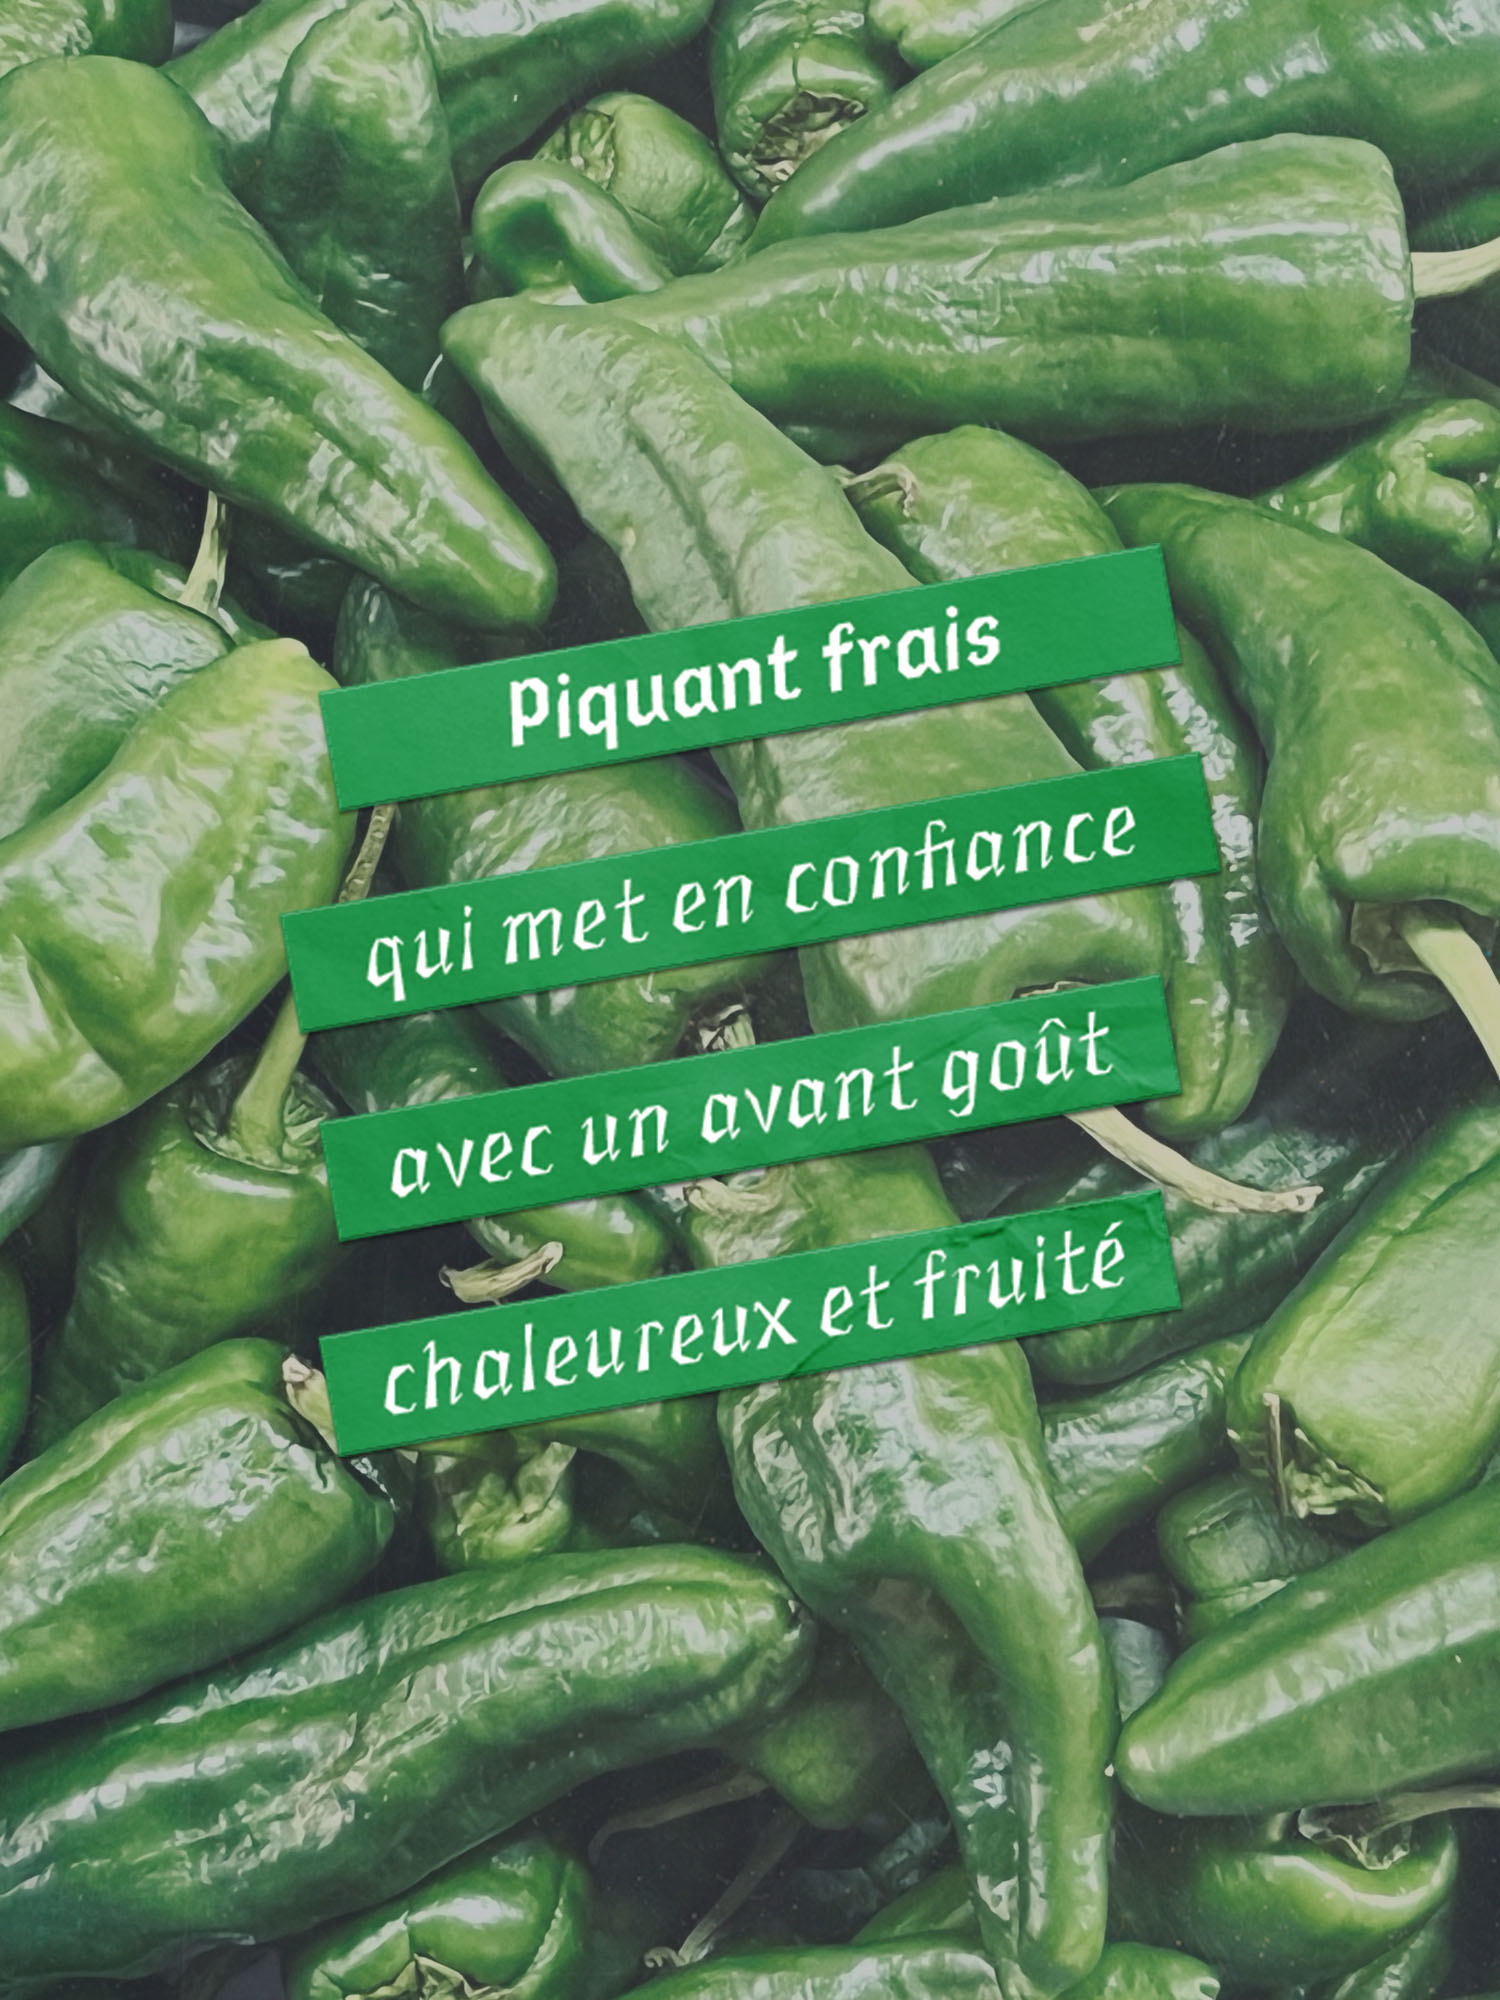 Piquant frais
qui met en confiance
avec un avant goût
chaleureux et fruité